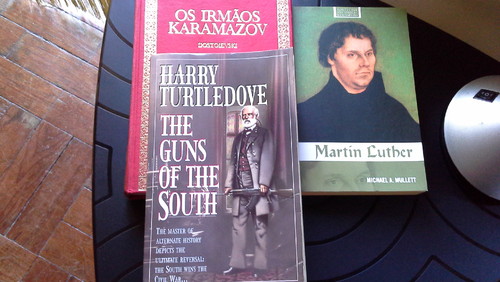 OS IRMÃOS
KARAMAZOV
DOSTOIÉVSKI
HARRY
TURTLEDOVE
THE
GUNS
OF THE
SOUTH
THE MASTER OF
ALTERNATE HISTORY
DEPICTS THE
ULTIMATE REVERSAL:
THE SOUTH WINS THE
CIVIL WAR...
Martin Luther
MICHAEL A. MULLETT